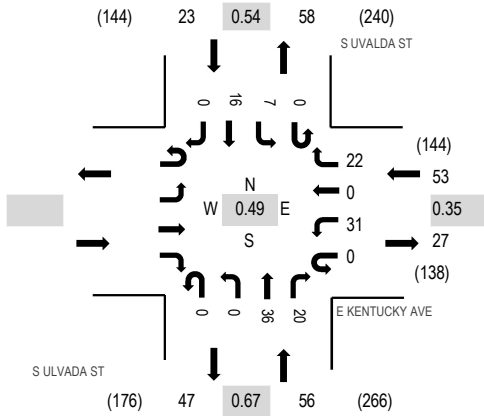 (144) 23 0.54 58 (240)
S UVALDA ST
0 16 7 0
(144)
22
53
N
0
W 0.49 E
0.35
31
27
S
0
(138)
0 0 36 20
E KENTUCKY AVE
S ULVADA ST
(176) 47 0.67 56 (266)